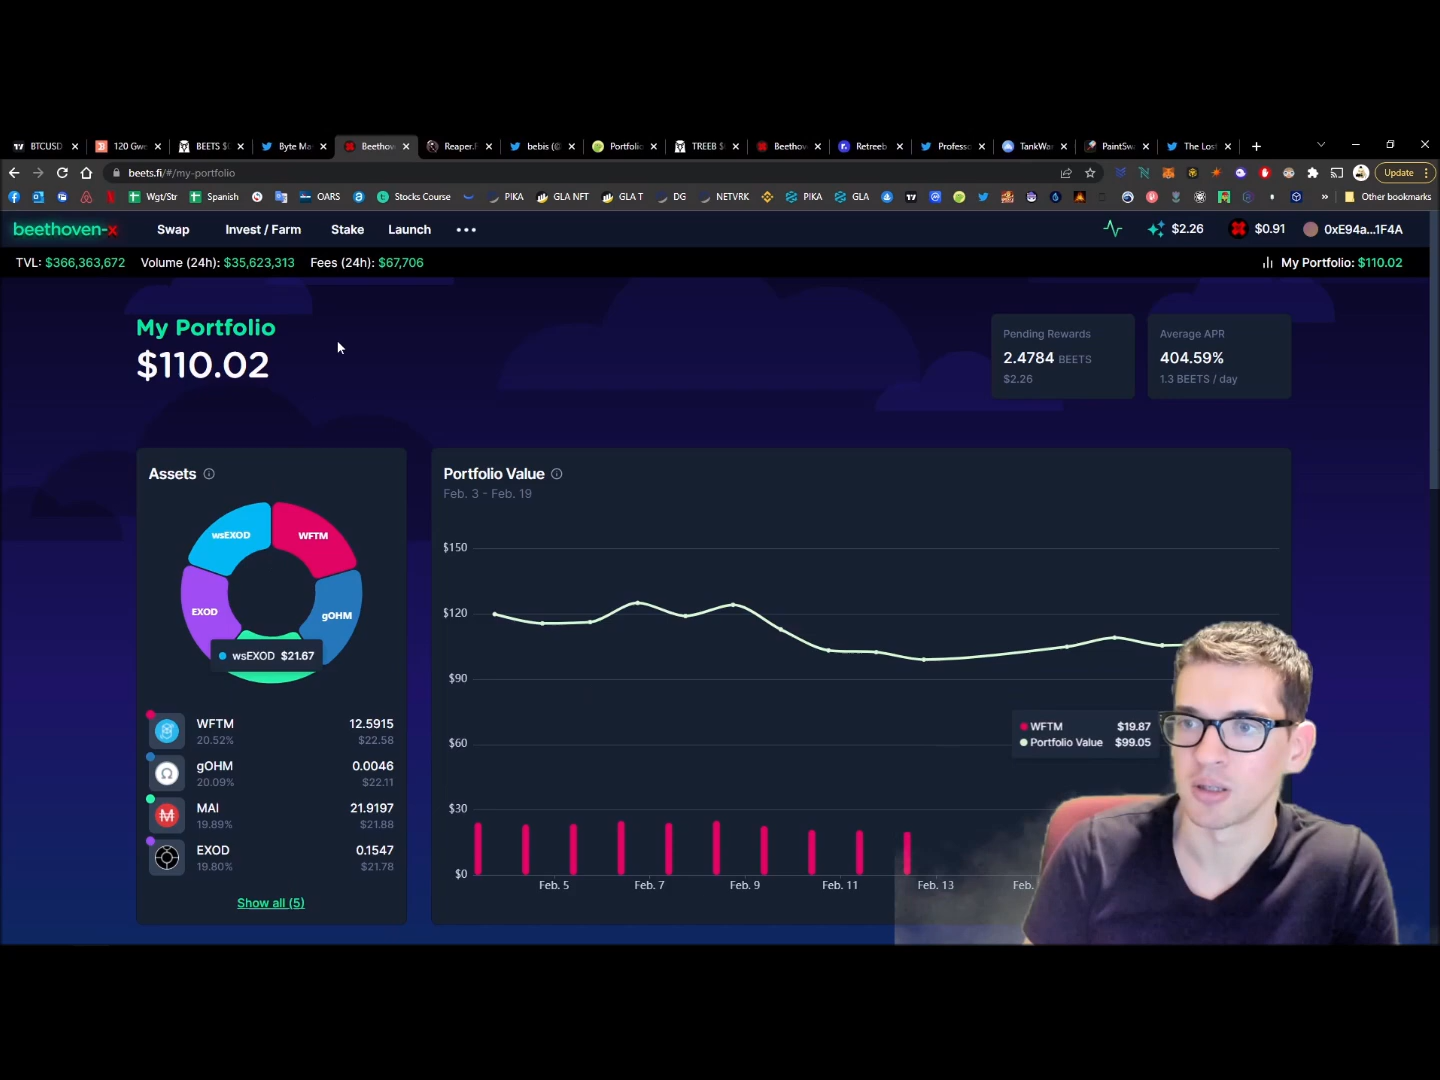 BTCUSD
120 Gwe
BEETS $0
Byte Ma
Beethov
Reaper.F
bebis (@
Portfolio
TREEB $
Beethov
Retreeb
Profess
TankWar
PaintSw
The Lost
beets.fi/#/my-portfolio
Update
Wgt/Str
Spanish
OARS
Stocks Course
PIKA
GLA NFT
GLA T
DG
NETVRK
PIKA
GLA
Other bookmarks
beethoven-x
Swap
Invest / Farm
Stake
Launch
$2.26
$0.91
0xE94a...1F4A
TVL: $366,363,672
Volume (24h): $35,623,313
Fees (24h): $67,706
My Portfolio: $110.02
My Portfolio
$110.02
Pending Rewards
2.4784 BEETS
$2.26
Average APR
404.59%
1.3 BEETS / day
Assets
wsEXOD
WFTM
EXOD
gOHM
wsEXOD $21.67
WFTM 12.5915
20.52% $22.58
gOHM 0.0046
20.09% $22.11
MAI 21.9197
19.89% $21.88
EXOD 0.1547
19.80% $21.78
Show all (5)
Portfolio Value
Feb. 3 - Feb. 19
$150
$120
$90
$60
$30
$0
WFTM $19.87
Portfolio Value $99.05
Feb. 5
Feb. 7
Feb. 9
Feb. 11
Feb. 13
Feb.